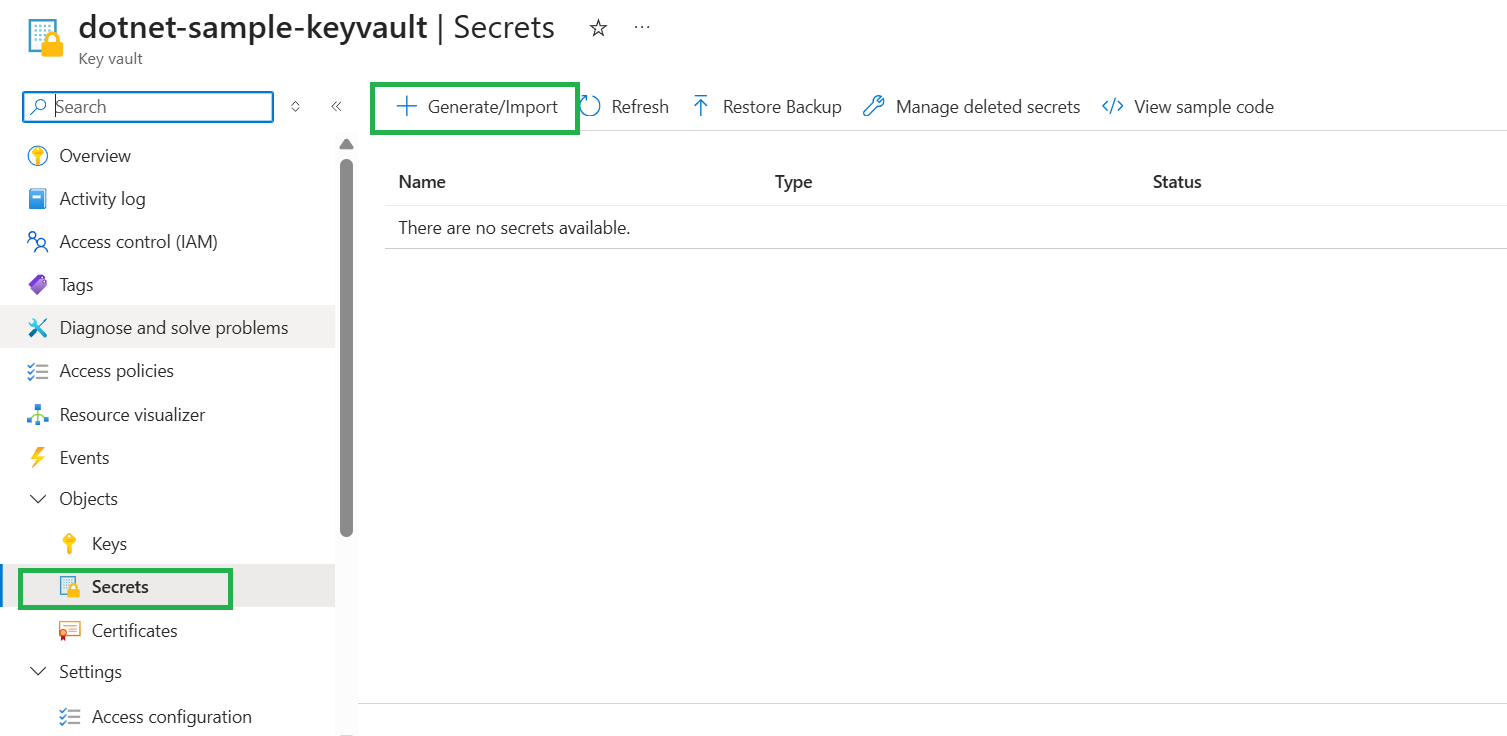 dotnet-sample-keyvault | Secrets
Key vault
Search
Generate/Import Refresh Restore Backup Manage deleted secrets View sample code
Overview
Activity log
Access control (IAM)
Tags
Diagnose and solve problems
Access policies
Resource visualizer
Events
Objects
Keys
Secrets
Certificates
Settings
Access configuration
Name Type Status
There are no secrets available.